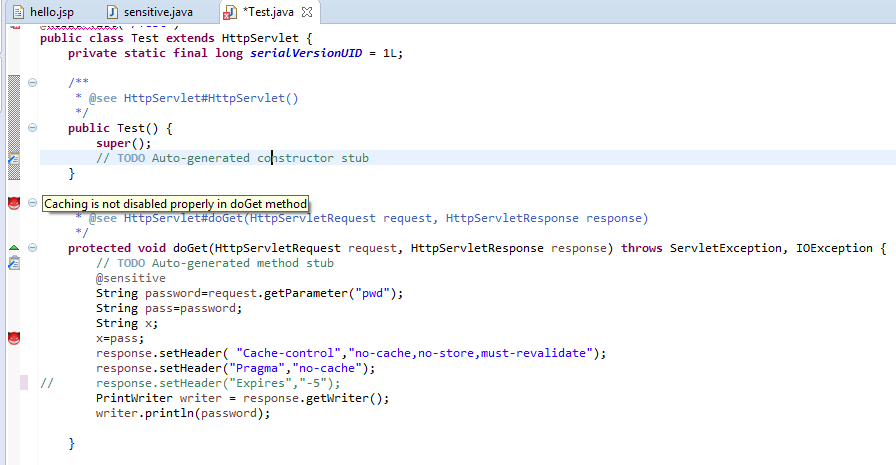 hello.jsp sensitive.java *Test.java
public class Test extends HttpServlet {
private static final long serialVersionUID = 1L;
/**
* @see HttpServlet#HttpServlet()
*/
public Test() {
super();
// TODO Auto-generated constructor stub
}
Caching is not disabled properly in doGet method
* @see HttpServlet#doGet(HttpServletRequest request, HttpServletResponse response)
*/
protected void doGet(HttpServletRequest request, HttpServletResponse response) throws ServletException, IOException {
// TODO Auto-generated method stub
@sensitive
String password=request.getParameter("pwd");
String pass=password;
String x;
x=pass;
response.setHeader( "Cache-control","no-cache,no-store,must-revalidate");
response.setHeader("Pragma","no-cache");
// response.setHeader("Expires","-5");
PrintWriter writer = response.getWriter();
writer.println(password);
}